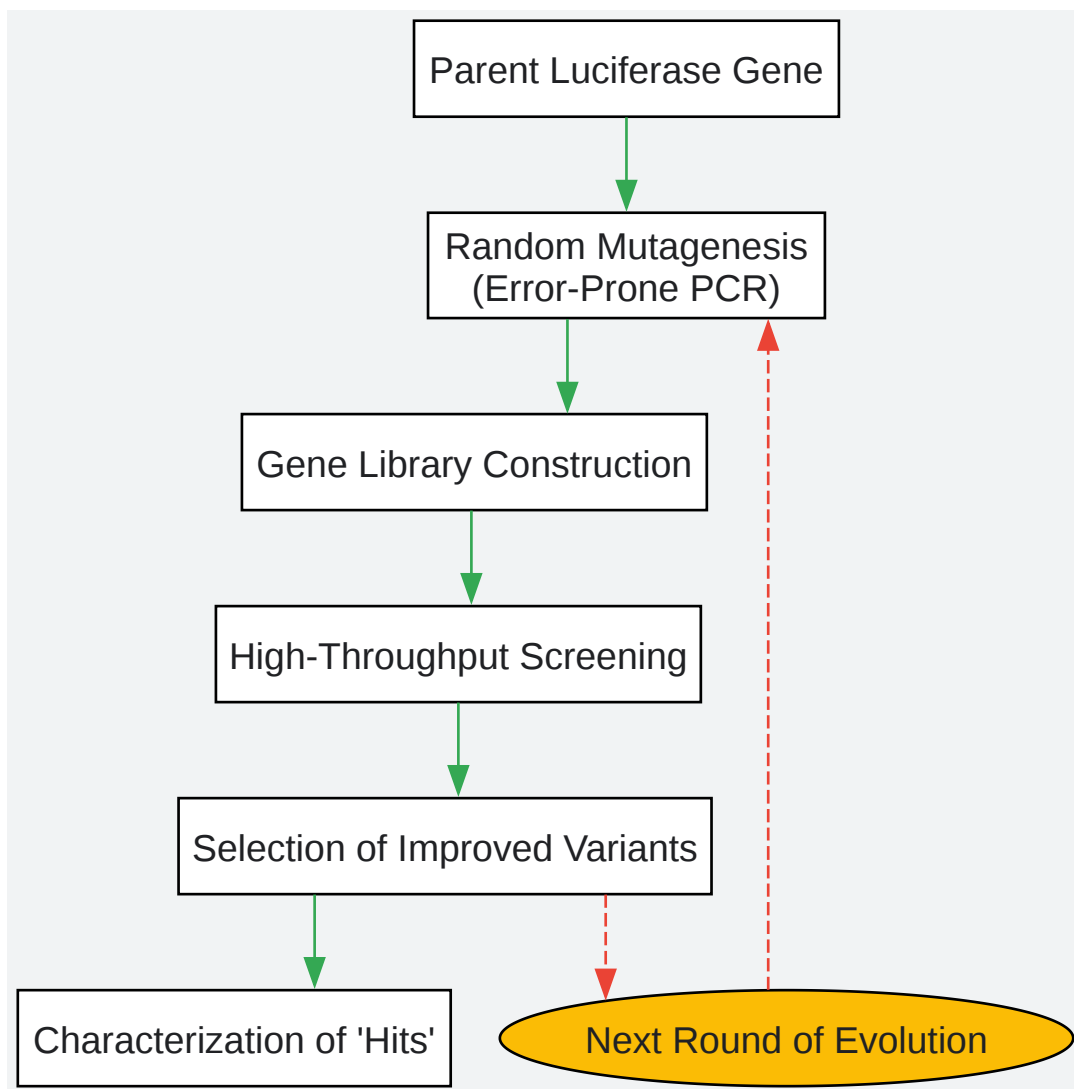 Parent Luciferase Gene
Random Mutagenesis
(Error-Prone PCR)
Gene Library Construction
High-Throughput Screening
Selection of Improved Variants
Characterization of 'Hits'
Next Round of Evolution